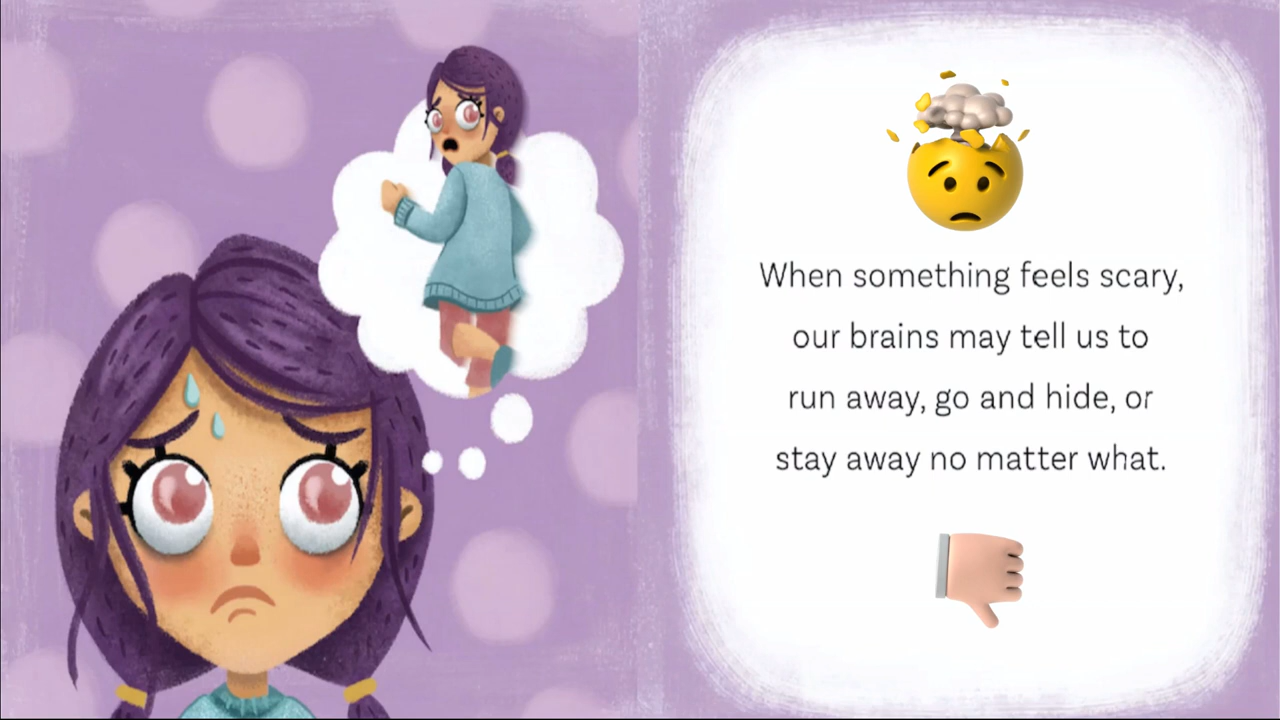 When something feels scary,
our brains may tell us to
run away, go and hide, or
stay away no matter what.